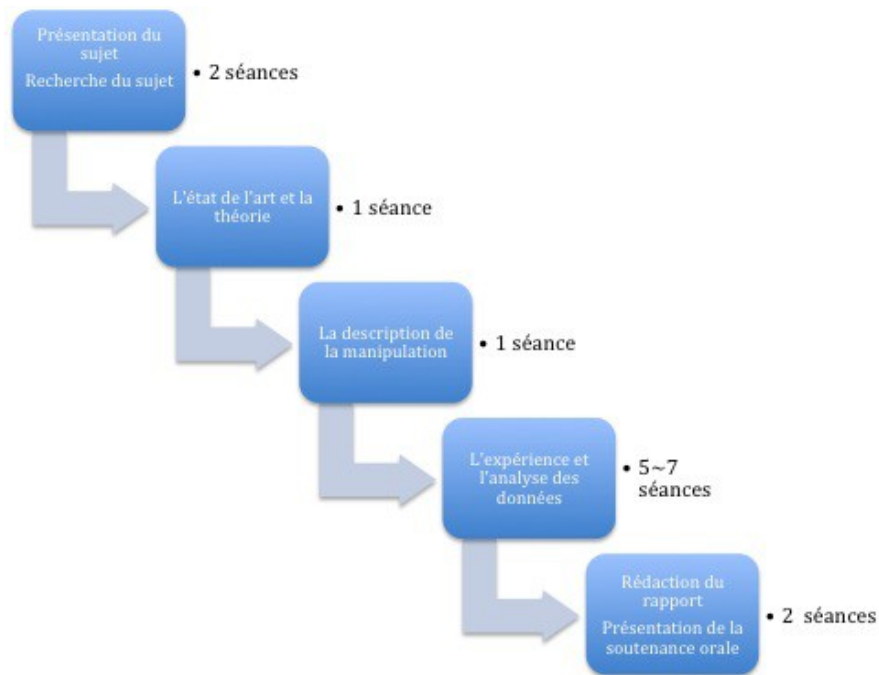 Présentation du
sujet
Recherche du sujet
• 2 séances
L'état de l'art et la
théorie
• 1 séance
La description de
la manipulation
• 1 séance
L'expérience et
l'analyse des
données
• 5~7
séances
Rédaction du
rapport
Présentation de la
soutenance orale
• 2 séances